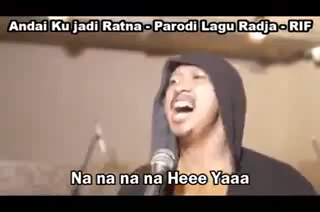 Andai Ku jadi Ratna - Parodi Lagu Radja - RIF
Na na na na Heee Yaaa